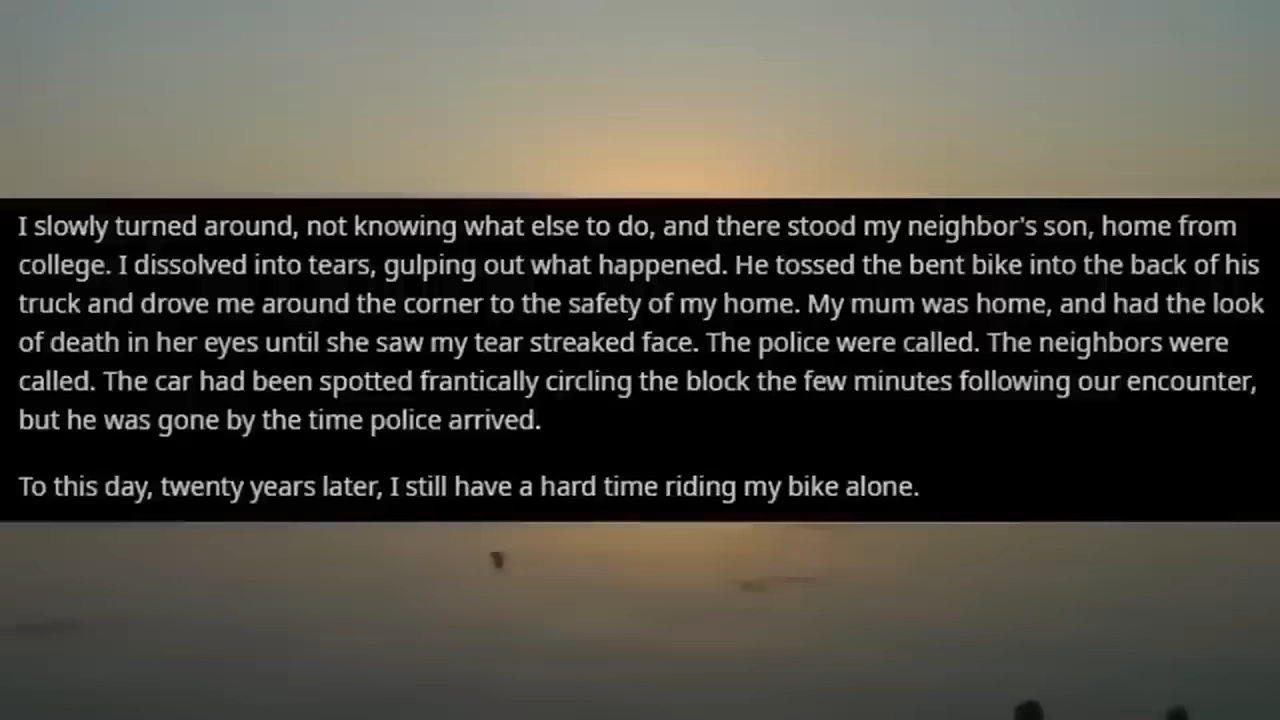 I slowly turned around, not knowing what else to do, and there stood my neighbor's son, home from
college. I dissolved into tears, gulping out what happened. He tossed the bent bike into the back of his
truck and drove me around the corner to the safety of my home. My mum was home, and had the look
of death in her eyes until she saw my tear streaked face. The police were called. The neighbors were
called. The car had been spotted frantically circling the block the few minutes following our encounter,
but he was gone by the time police arrived.
To this day, twenty years later, I still have a hard time riding my bike alone.